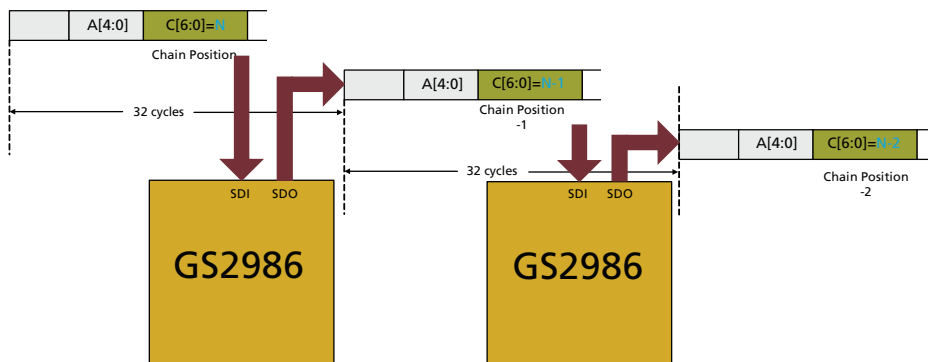 A[4:0] C[6:0]=N
Chain Position
A[4:0] C[6:0]=N-1
Chain Position
-1
32 cycles
A[4:0] C[6:0]=N-2
Chain Position
-2
32 cycles
SDI SDO
SDI SDO
GS2986
GS2986